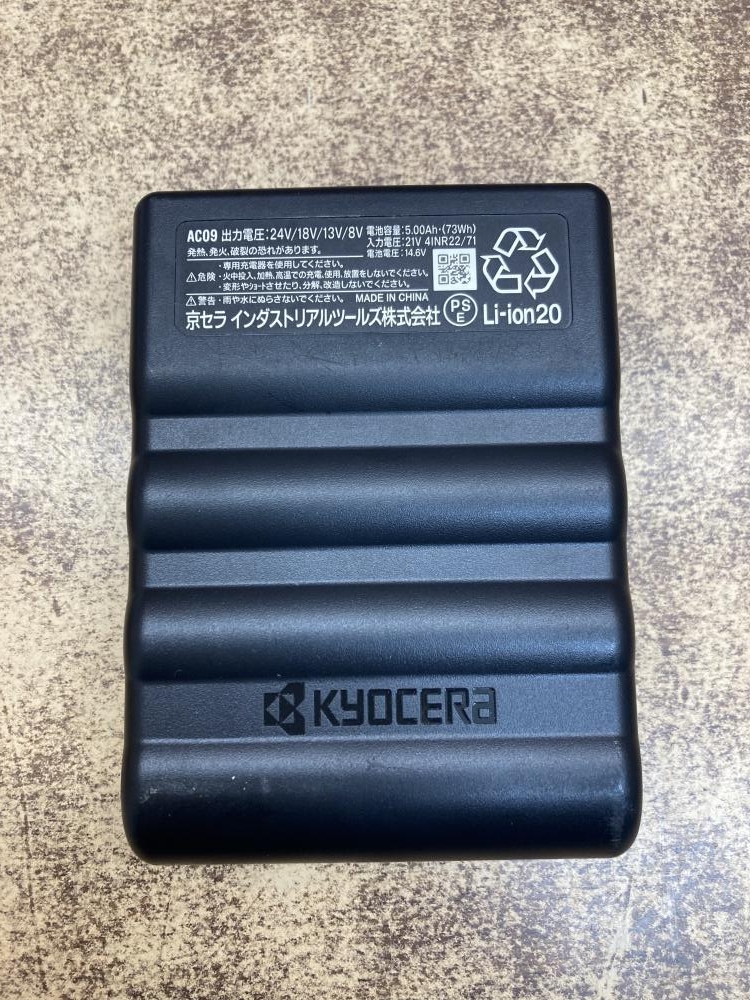 AC09 出力電圧:24V/18V/13V/8V
電池容量:5.00Ah・(73Wh)
発熱、発火、破裂の恐れがあります。
入力電圧:21V 4INR22/71
電池電圧:14.6V
・専用充電器を使用してください。
⚠危険・火中投入、加熱、高温での充電、使用、放置をしないでください。
・変形やショートさせたり、分解、改造しないでください。
⚠警告・雨や水にぬらさないでください。 MADE IN CHINA
京セラ インダストリアルツールズ株式会社 PSE Li-ion20
KYOCERA